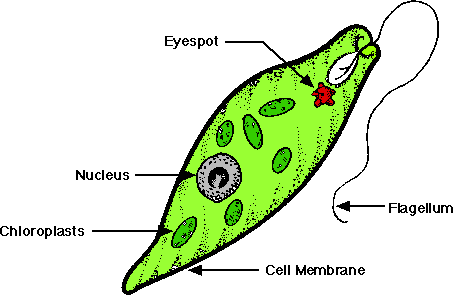 Eyespot
Nucleus
Flagellum
Chloroplasts
Cell Membrane